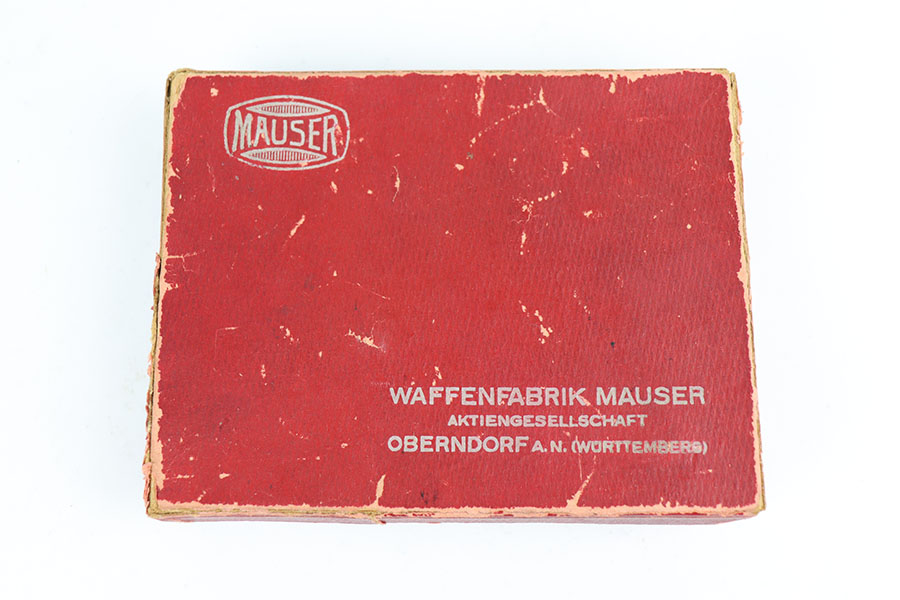 MAUSER
WAFFENFABRIK MAUSER
AKTIENGESELLSCHAFT
OBERNDORF A.N. (WÜRTTEMBERG)